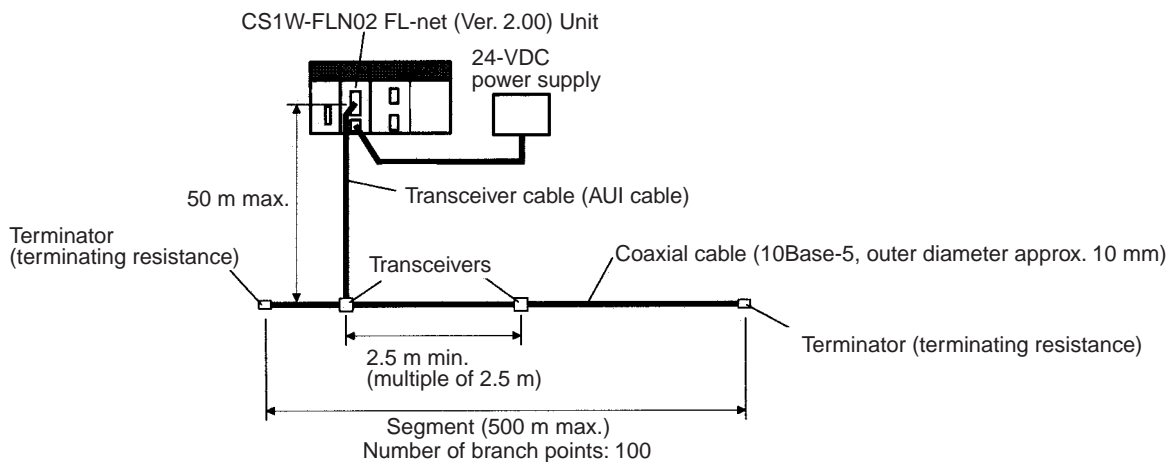 CS1W-FLN02 FL-net (Ver. 2.00) Unit
24-VDC
power supply
50 m max.
Transceiver cable (AUI cable)
Terminator
(terminating resistance)
Transceivers
Coaxial cable (10Base-5, outer diameter approx. 10 mm)
2.5 m min.
(multiple of 2.5 m)
Terminator (terminating resistance)
Segment (500 m max.)
Number of branch points: 100